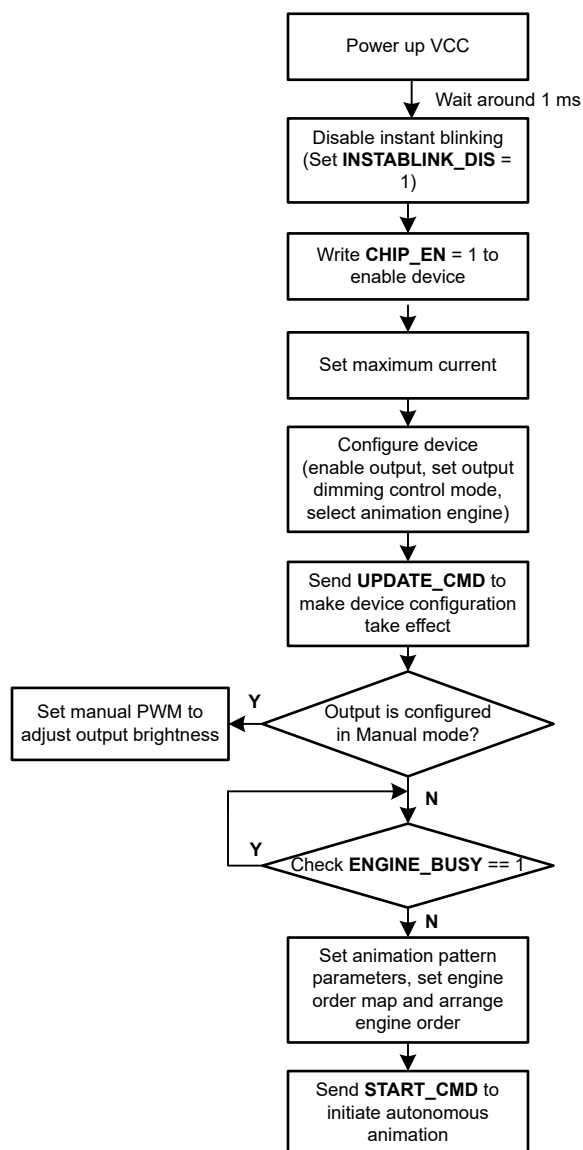 Power up VCC
Wait around 1 ms
Disable instant blinking
(Set INSTABLINK_DIS =
1)
Write CHIP_EN = 1 to
enable device
Set maximum current
Configure device
(enable output, set output
dimming control mode,
select animation engine)
Send UPDATE_CMD to
make device configuration
take effect
Output is configured
in Manual mode?
Y
Set manual PWM to
adjust output brightness
N
Check ENGINE_BUSY == 1
Y
N
Set animation pattern
parameters, set engine
order map and arrange
engine order
Send START_CMD to
initiate autonomous
animation